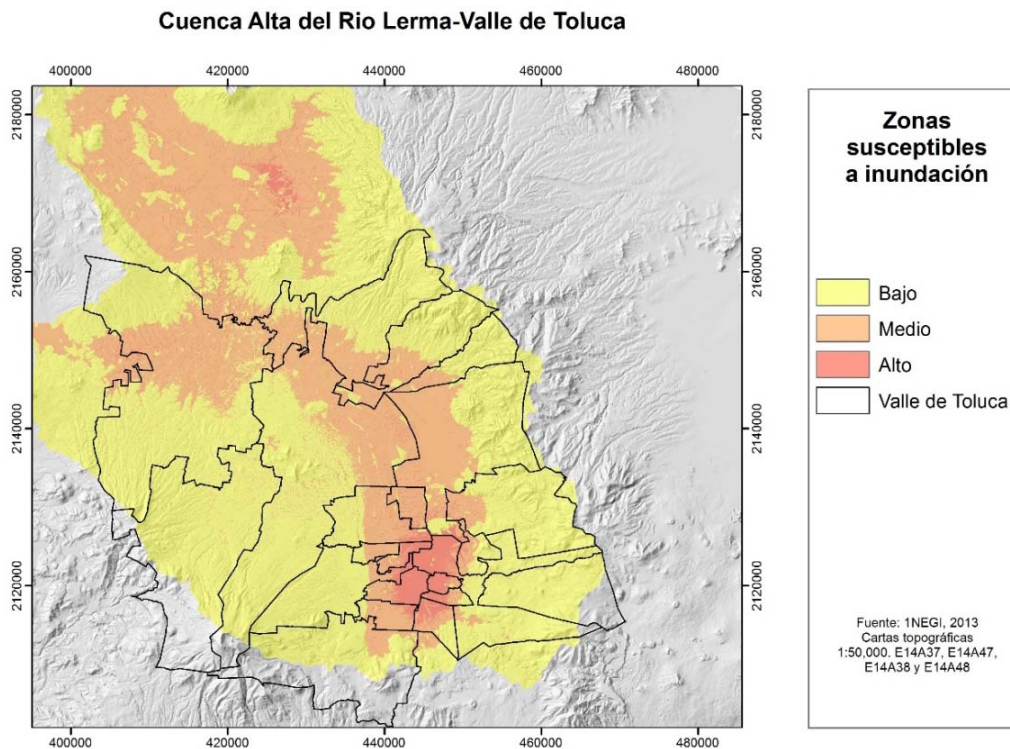 Cuenca Alta del Rio Lerma-Valle de Toluca
400000 420000 440000 460000 480000
2180000
2180000
2160000
2160000
2140000
2140000
2120000
2120000
400000 420000 440000 460000 480000
Zonas
susceptibles
a inundación
Bajo
Medio
Alto
Valle de Toluca
Fuente: 1NEGI, 2013
Cartas topográficas
1:50,000. E14A37, E14A47,
E14A38 y E14A48